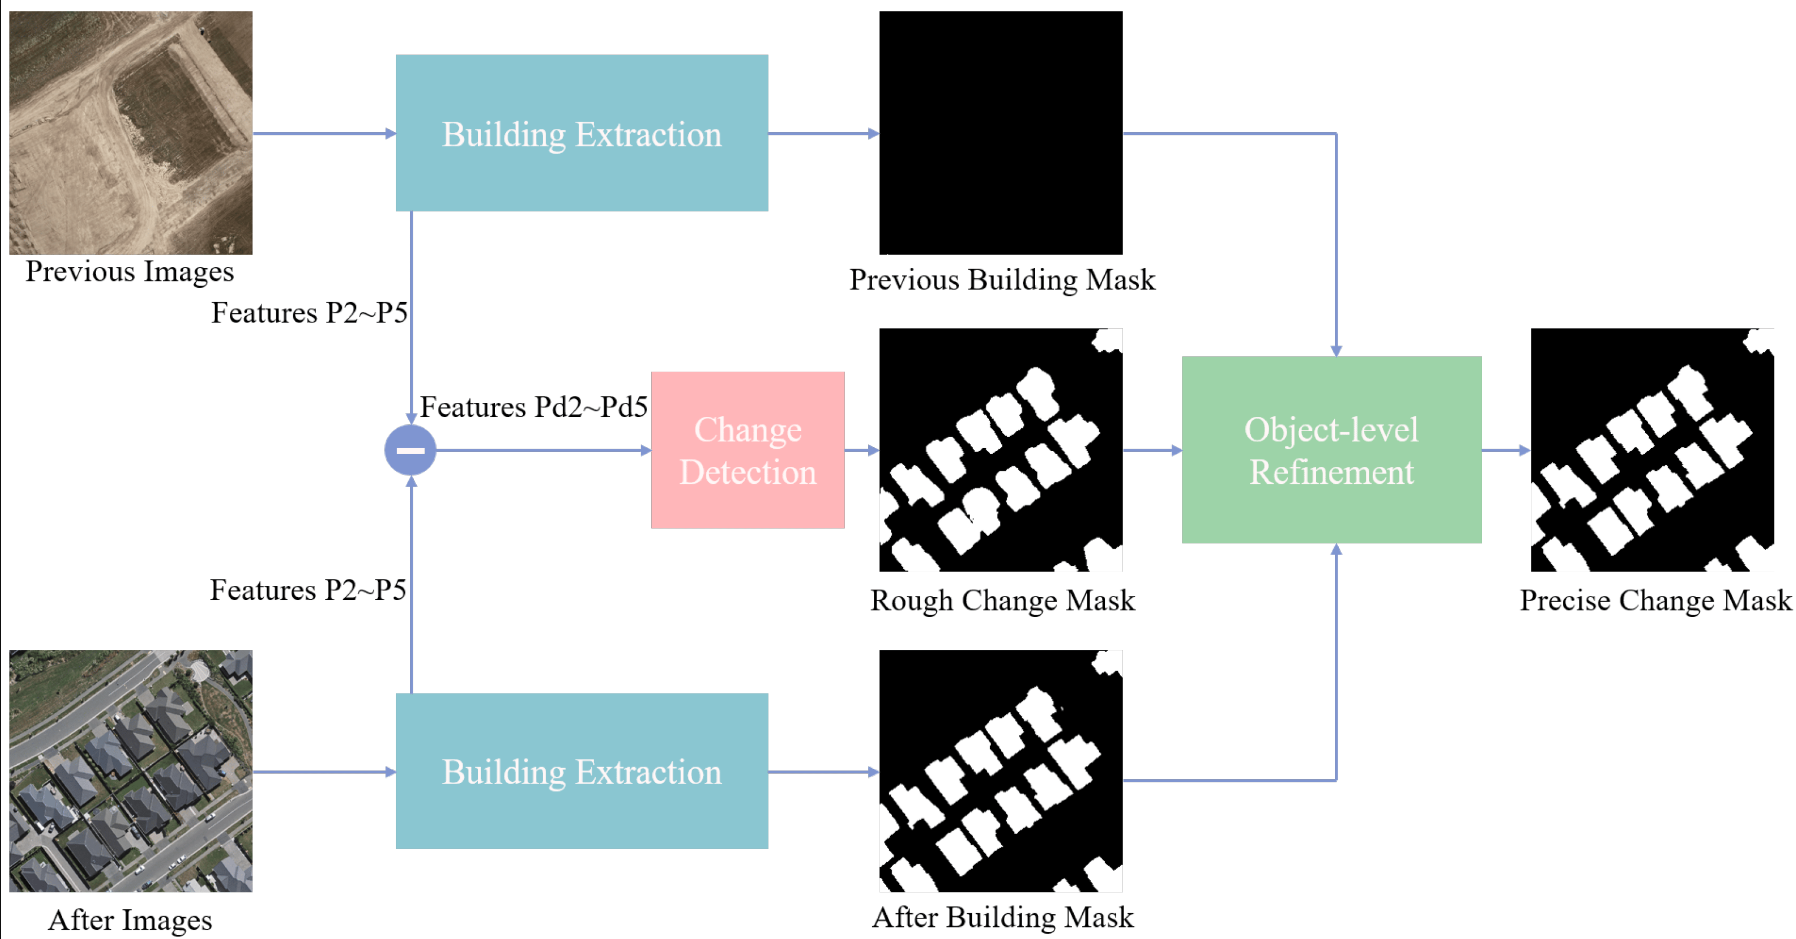 Building Extraction
Previous Images
Previous Building Mask
Features P2~P5
Features Pd2~Pd5
Change
Detection
Object-level
Refinement
Features P2~P5
Rough Change Mask
Precise Change Mask
Building Extraction
After Images
After Building Mask